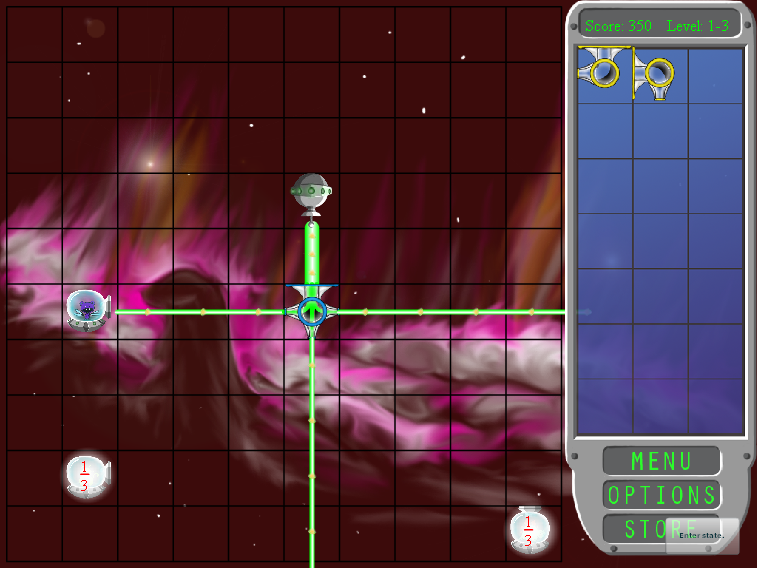 Score: 350 Level: 1-3
1
3
1
3
MENU
OPTIONS
STORE
Enter state.